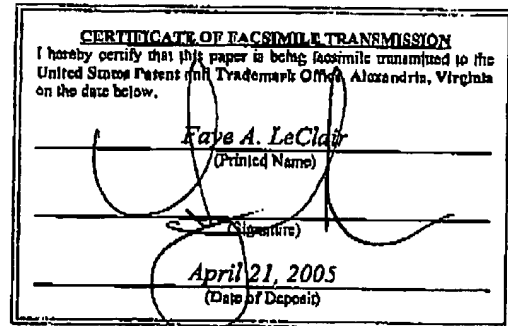 CERTIFICATE OF FACSIMILE TRANSMISSION
I hereby certify that this paper is being facsimile transmitted to the
United States Patent and Trademark Office, Alexandria, Virginia
on the date below.
Faye A. LeClair
(Printed Name)
(Signature)
April 21, 2005
(Date of Deposit)